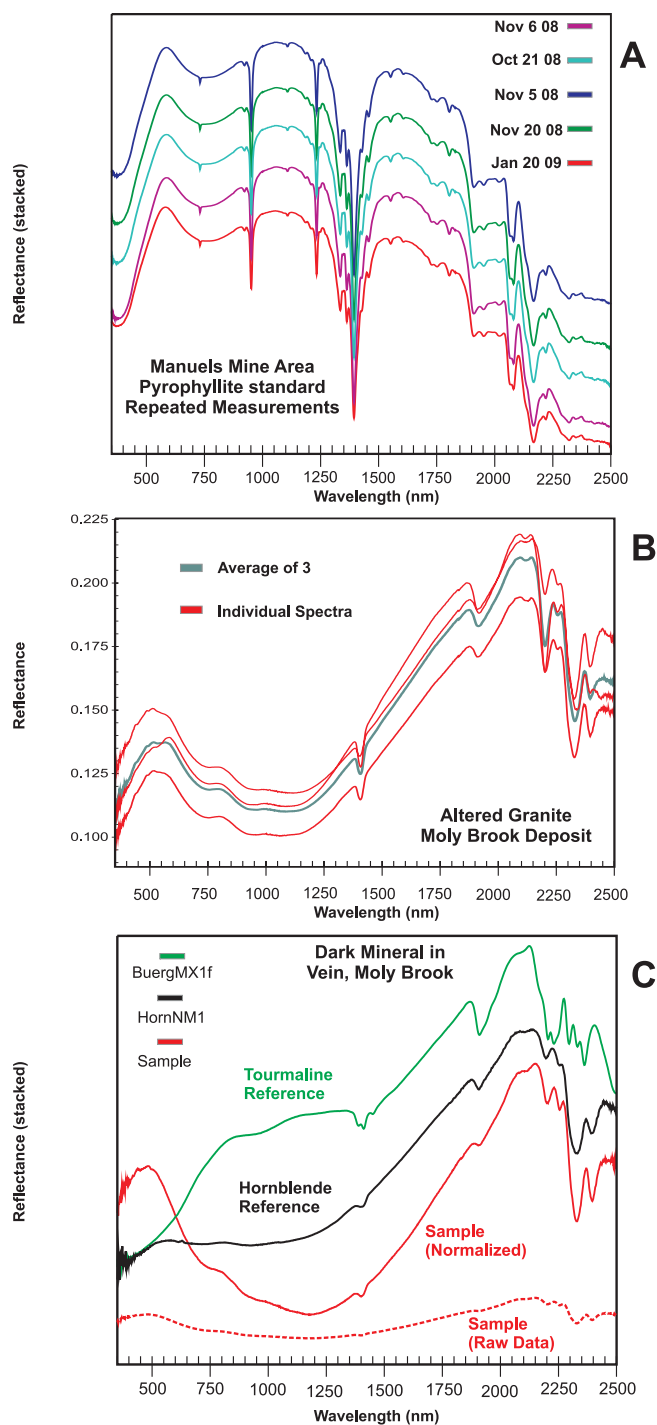 A
Nov 6 08
Oct 21 08
Nov 5 08
Nov 20 08
Jan 20 09
Reflectance (stacked)
Manuels Mine Area
Pyrophyllite standard
Repeated Measurements
500 750 1000 1250 1500 1750 2000 2250 2500
Wavelength (nm)
B
0.225
0.200
0.175
0.150
0.125
0.100
Reflectance
Average of 3
Individual Spectra
Altered Granite
Moly Brook Deposit
500 750 1000 1250 1500 1750 2000 2250 2500
Wavelength (nm)
C
Dark Mineral in
Vein, Moly Brook
BuergMX1f
HornNM1
Sample
Reflectance (stacked)
Tourmaline
Reference
Hornblende
Reference
Sample
(Normalized)
Sample
(Raw Data)
500 750 1000 1250 1500 1750 2000 2250 2500
Wavelength (nm)